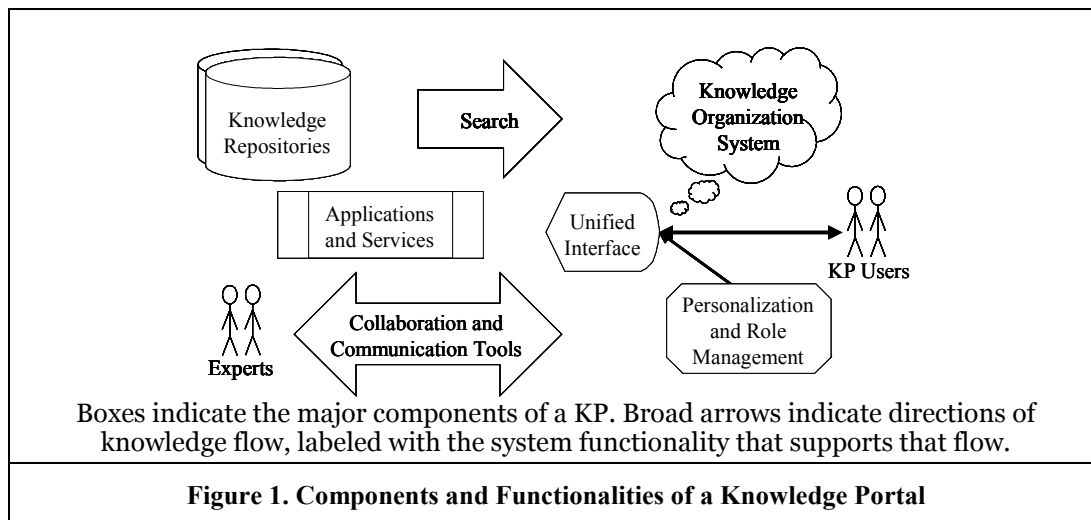 Knowledge
Repositories
Search
Knowledge
Organization
System
Applications
and Services
Unified
Interface
KP Users
Personalization
and Role
Management
Collaboration and
Communication Tools
Experts
Boxes indicate the major components of a KP. Broad arrows indicate directions of
knowledge flow, labeled with the system functionality that supports that flow.
Figure 1. Components and Functionalities of a Knowledge Portal